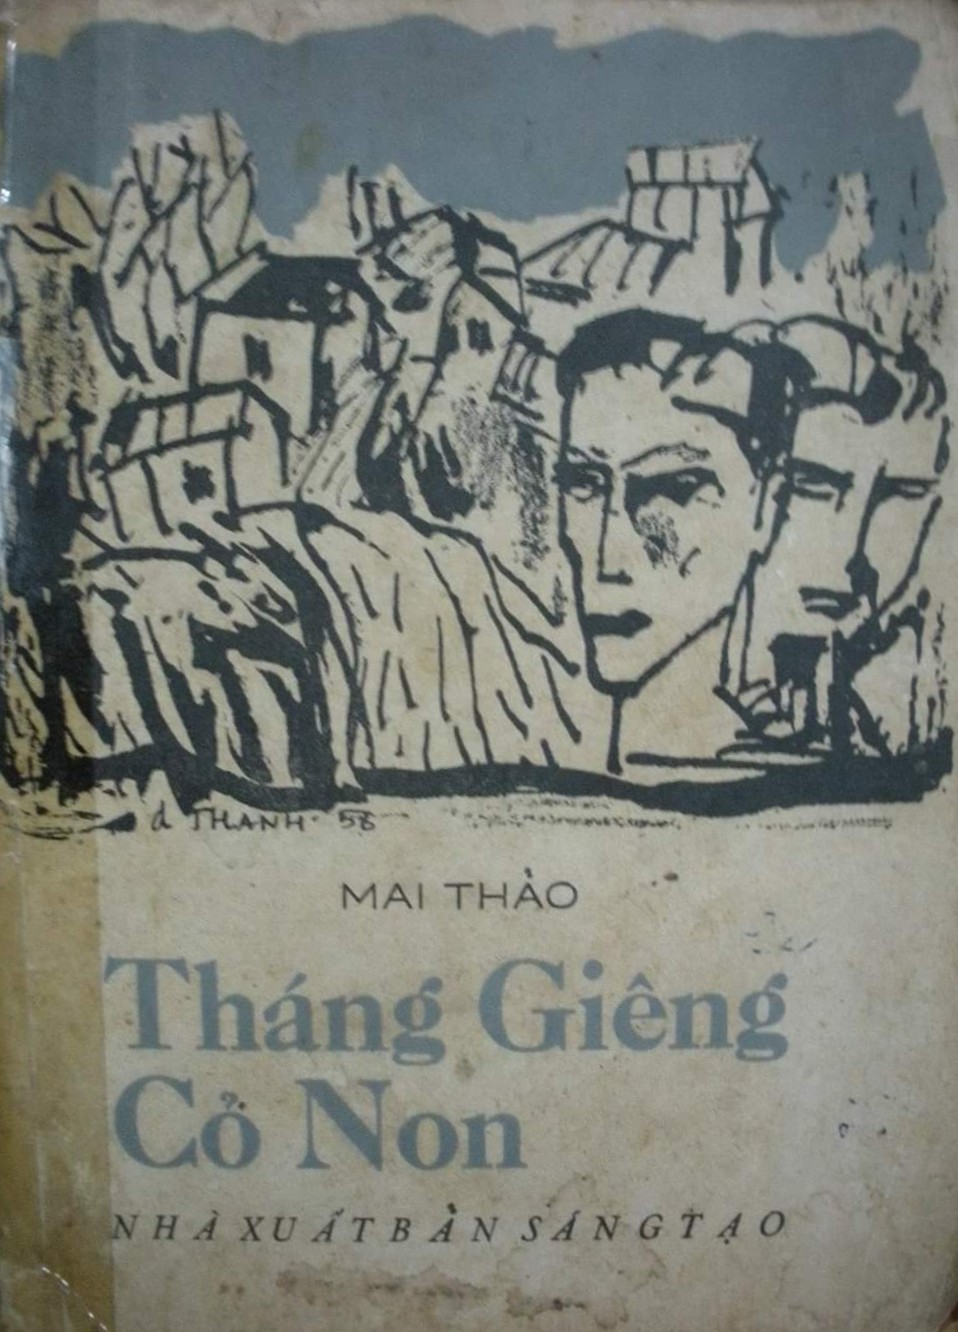 d THANH 58
MAI THẢO
Tháng Giêng
Cỏ Non
NHÀ XUẤT BẢN SÁNG TẠO